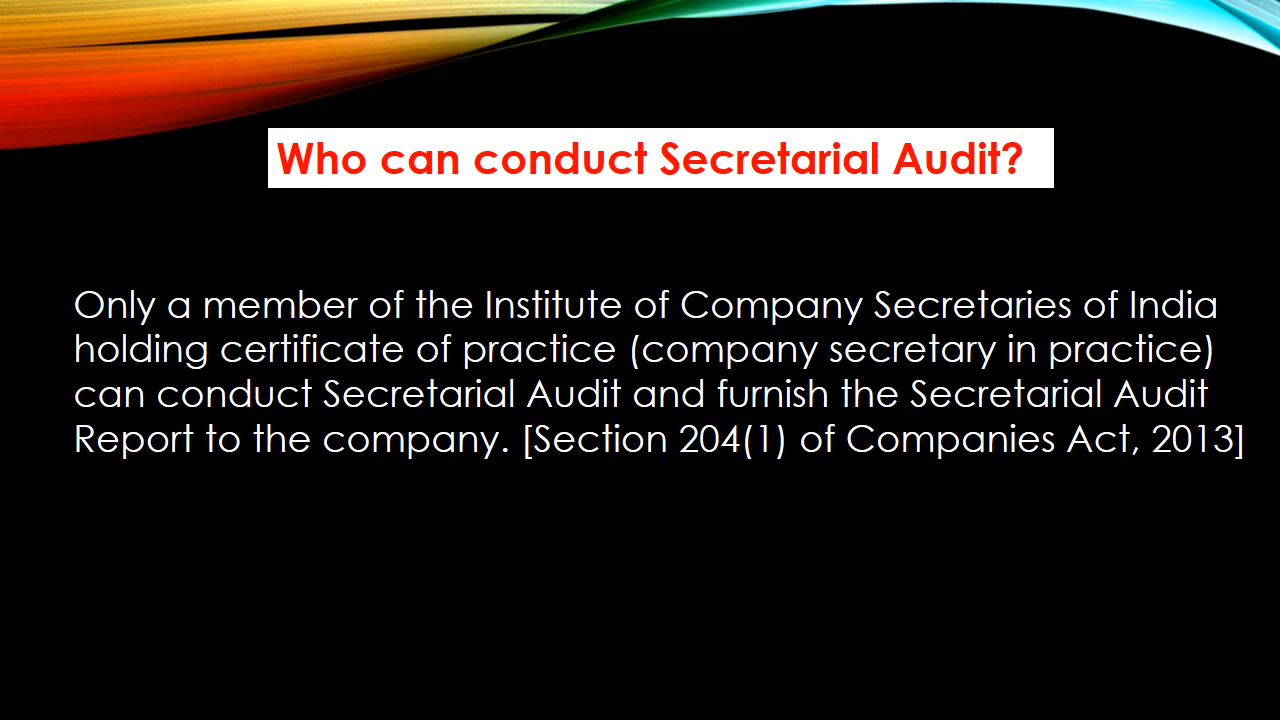 Who can conduct Secretarial Audit?
Only a member of the Institute of Company Secretaries of India
holding certificate of practice (company secretary in practice)
can conduct Secretarial Audit and furnish the Secretarial Audit
Report to the company. [Section 204(1) of Companies Act, 2013]